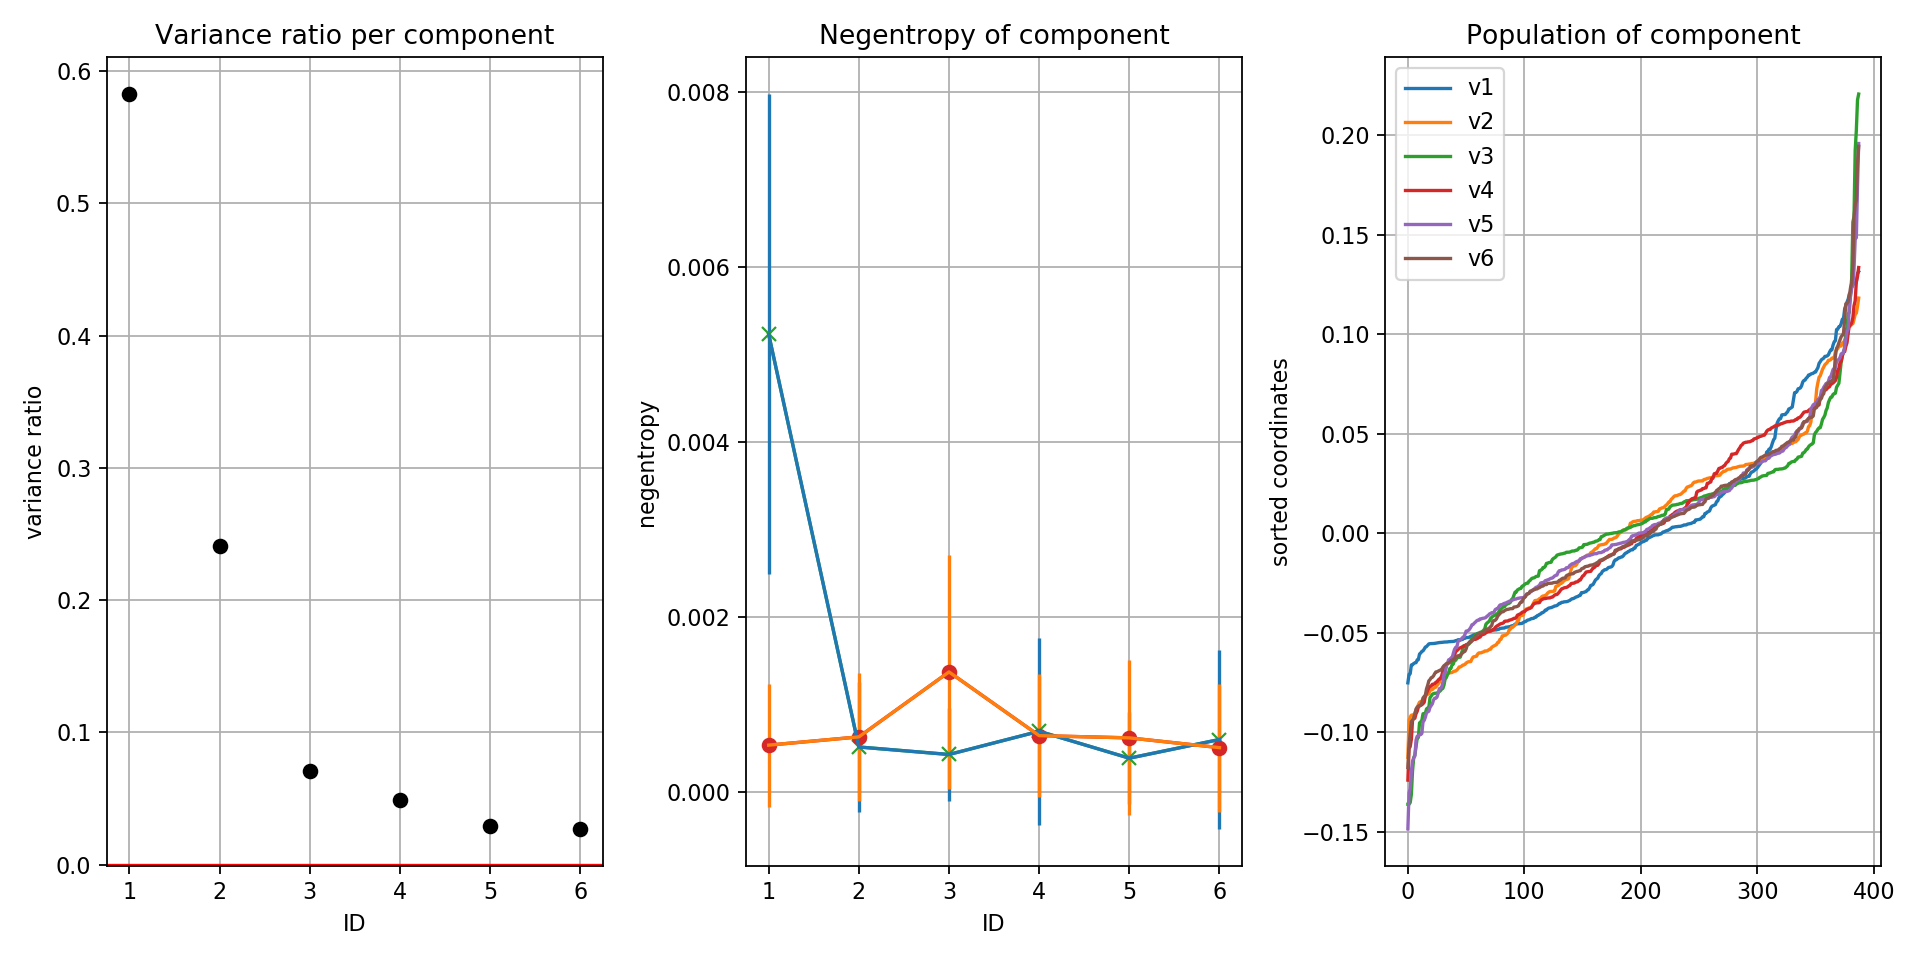 Variance ratio per component
0.6
0.5
0.4
0.3
0.2
0.1
0.0
variance ratio
1 2 3 4 5 6
ID
Negentropy of component
0.008
0.006
0.004
0.002
0.000
negentropy
1 2 3 4 5 6
ID
Population of component
v1
v2
v3
v4
v5
v6
0.20
0.15
0.10
0.05
0.00
−0.05
−0.10
−0.15
sorted coordinates
0 100 200 300 400